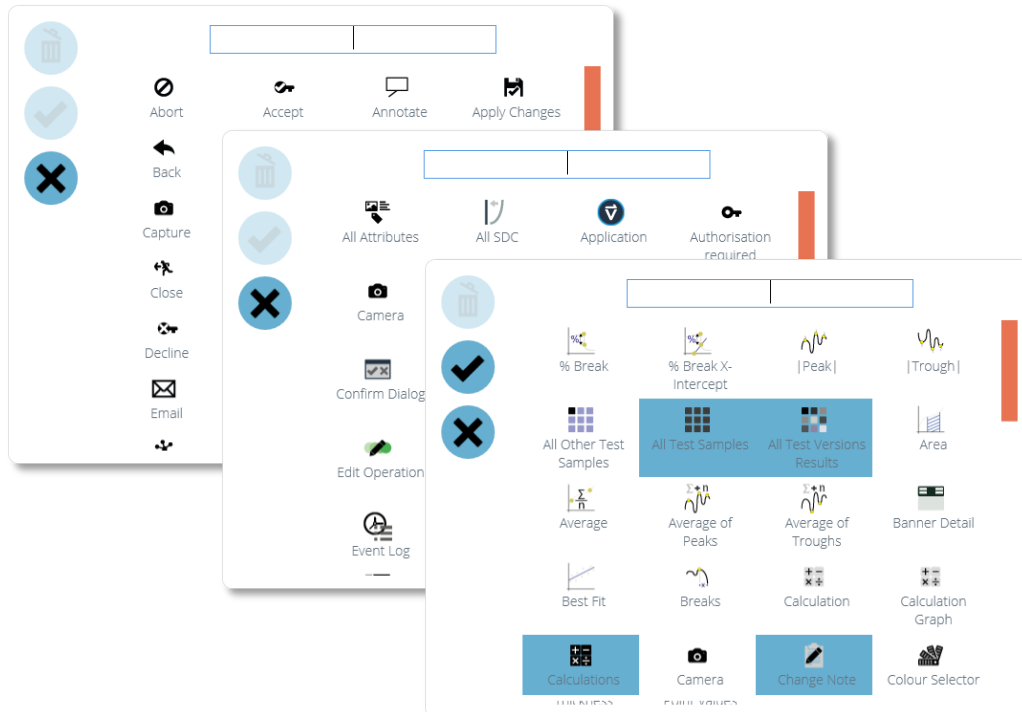 Abort Accept Annotate Apply Changes
Back
Capture
Close
Decline
Email
All Attributes All SDC Application Authorisation
required
Camera
Confirm Dialog
Edit Operation
Event Log
% Break % Break X- |Peak| |Trough|
Intercept
All Other Test All Test Samples All Test Versions Area
Samples Results
Average Average of Average of Banner Detail
Peaks Troughs
Best Fit Breaks Calculation Calculation
Graph
Calculations Camera Change Note Colour Selector
Thickness Point Values